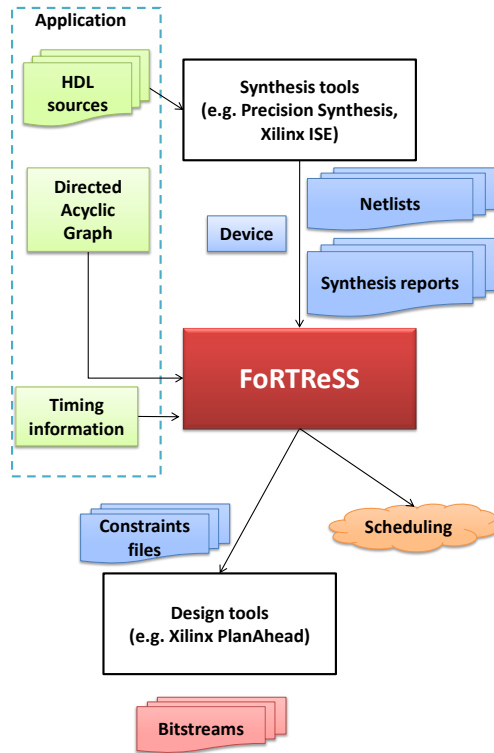 Application
HDL
sources
Synthesis tools
(e.g. Precision Synthesis,
Xilinx ISE)
Directed
Acyclic
Graph
Netlists
Device
Synthesis reports
FoRTReSS
Timing
information
Constraints
files
Scheduling
Design tools
(e.g. Xilinx PlanAhead)
Bitstreams